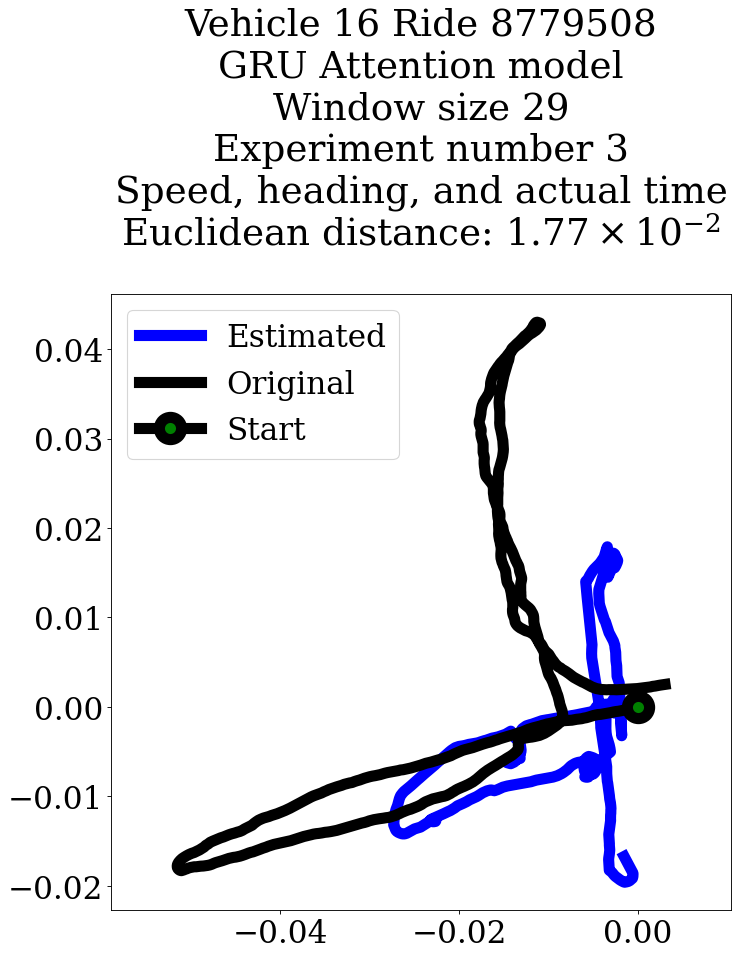 Vehicle 16 Ride 8779508
GRU Attention model
Window size 29
Experiment number 3
Speed, heading, and actual time
Euclidean distance: 1.77 × 10⁻²
Estimated
Original
Start
0.04
0.03
0.02
0.01
0.00
−0.01
−0.02
−0.04 −0.02 0.00